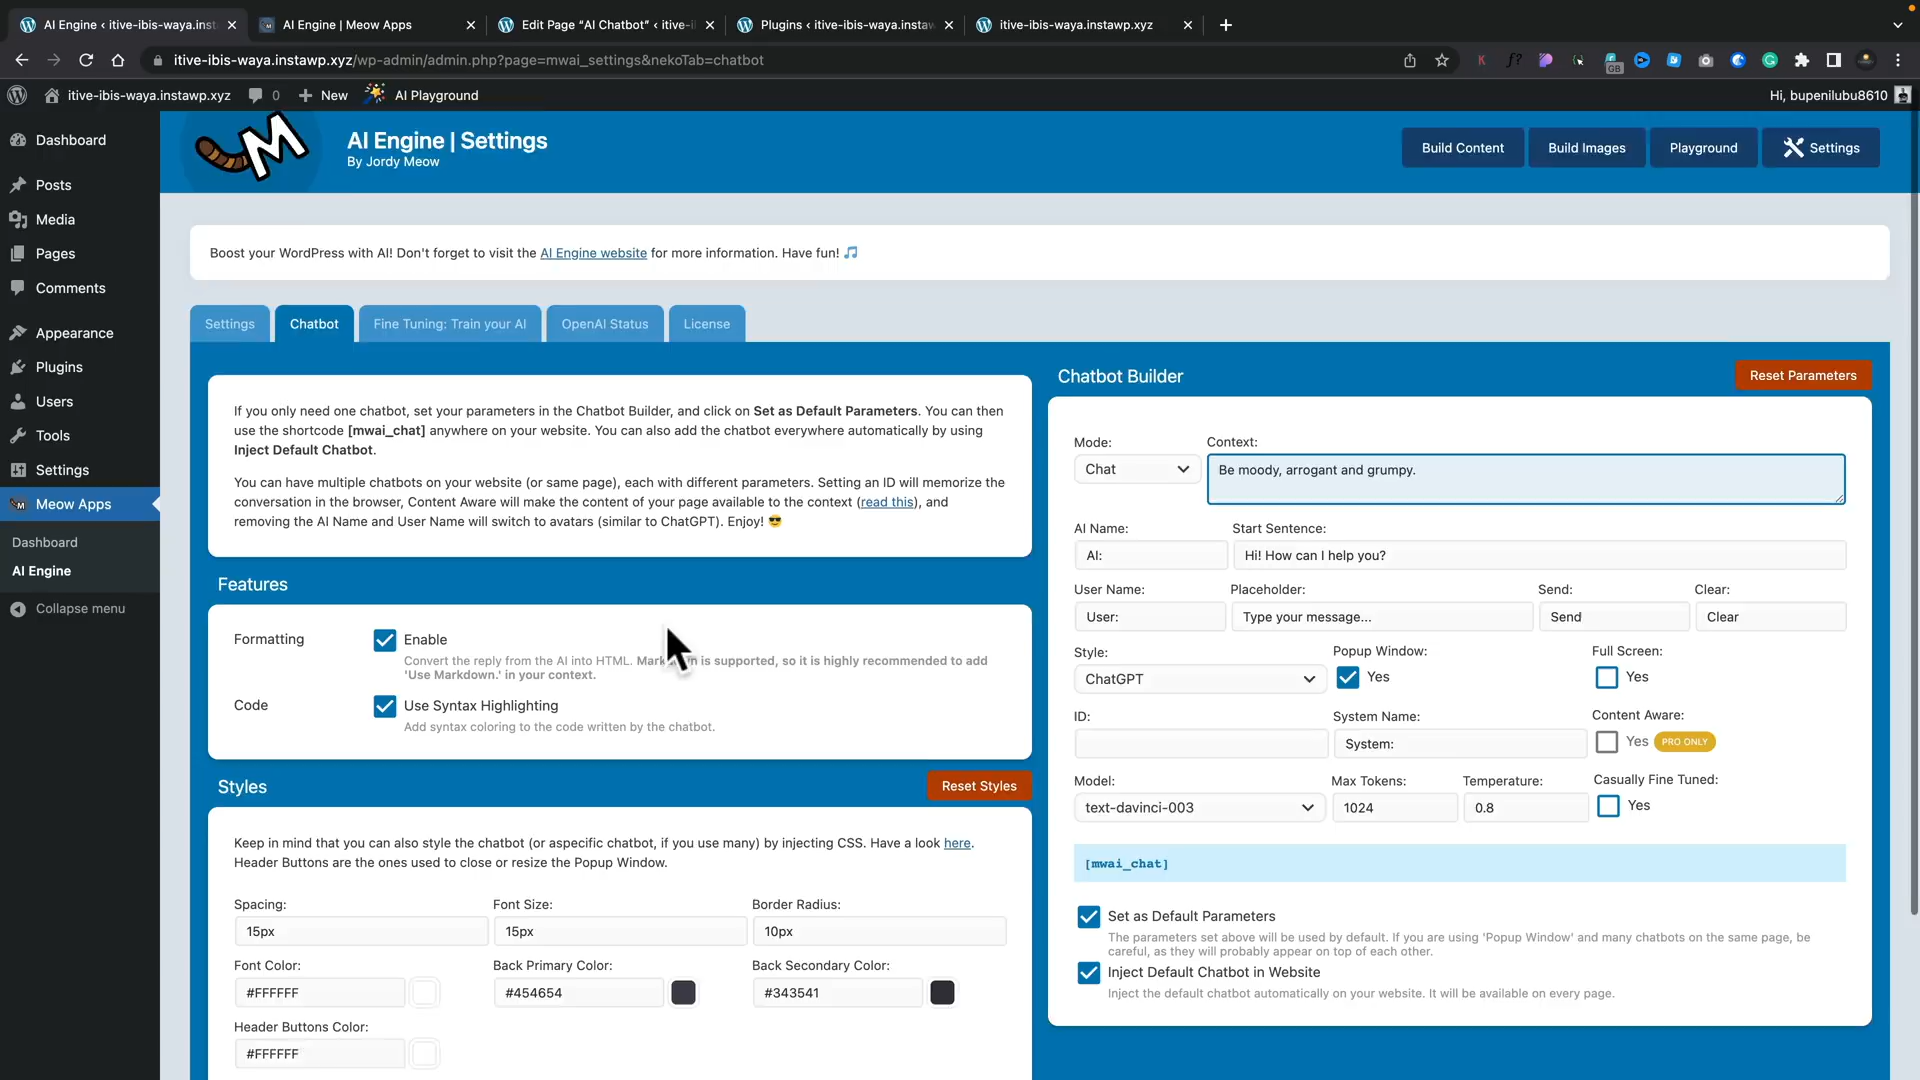 AI Engine ‹ itive-ibis-waya.inst
AI Engine | Meow Apps
Edit Page “AI Chatbot” ‹ itive-i
Plugins ‹ itive-ibis-waya.instaw
itive-ibis-waya.instawp.xyz
itive-ibis-waya.instawp.xyz/wp-admin/admin.php?page=mwai_settings&nekoTab=chatbot
GB
itive-ibis-waya.instawp.xyz
0
New
AI Playground
Hi, bupenilubu8610
Dashboard
Posts
Media
Pages
Comments
Appearance
Plugins
Users
Tools
Settings
Meow Apps
Dashboard
AI Engine
Collapse menu
M
AI Engine | Settings
By Jordy Meow
Build Content
Build Images
Playground
Settings
Boost your WordPress with AI! Don't forget to visit the AI Engine website for more information. Have fun! 🎵
Settings
Chatbot
Fine Tuning: Train your AI
OpenAI Status
License
If you only need one chatbot, set your parameters in the Chatbot Builder, and click on Set as Default Parameters. You can then
use the shortcode [mwai_chat] anywhere on your website. You can also add the chatbot everywhere automatically by using
Inject Default Chatbot.
You can have multiple chatbots on your website (or same page), each with different parameters. Setting an ID will memorize the
conversation in the browser, Content Aware will make the content of your page available to the context (read this), and
removing the AI Name and User Name will switch to avatars (similar to ChatGPT). Enjoy! 😎
Features
Formatting
Enable
Convert the reply from the AI into HTML. Markdown is supported, so it is highly recommended to add
'Use Markdown.' in your context.
Code
Use Syntax Highlighting
Add syntax coloring to the code written by the chatbot.
Styles
Reset Styles
Keep in mind that you can also style the chatbot (or aspecific chatbot, if you use many) by injecting CSS. Have a look here.
Header Buttons are the ones used to close or resize the Popup Window.
Spacing:
Font Size:
Border Radius:
15px
15px
10px
Font Color:
Back Primary Color:
Back Secondary Color:
#FFFFFF
#454654
#343541
Header Buttons Color:
#FFFFFF
Chatbot Builder
Reset Parameters
Mode:
Context:
Chat
Be moody, arrogant and grumpy.
AI Name:
Start Sentence:
AI:
Hi! How can I help you?
User Name:
Placeholder:
Send:
Clear:
User:
Type your message...
Send
Clear
Style:
Popup Window:
Full Screen:
ChatGPT
Yes
Yes
ID:
System Name:
Content Aware:
System:
Yes
PRO ONLY
Model:
Max Tokens:
Temperature:
Casually Fine Tuned:
text-davinci-003
1024
0.8
Yes
[mwai_chat]
Set as Default Parameters
The parameters set above will be used by default. If you are using 'Popup Window' and many chatbots on the same page, be
careful, as they will probably appear on top of each other.
Inject Default Chatbot in Website
Inject the default chatbot automatically on your website. It will be available on every page.